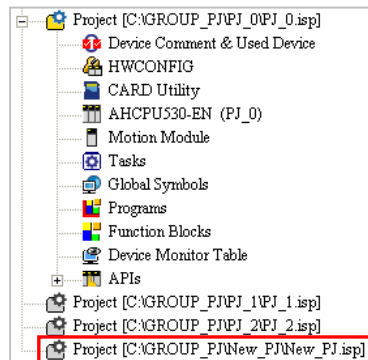 Project [C:\GROUP_PJ\PJ_0\PJ_0.isp]
Device Comment & Used Device
HWCONFIG
CARD Utility
AHCPU530-EN (PJ_0)
Motion Module
Tasks
Global Symbols
Programs
Function Blocks
Device Monitor Table
APIs
Project [C:\GROUP_PJ\PJ_1\PJ_1.isp]
Project [C:\GROUP_PJ\PJ_2\PJ_2.isp]
Project [C:\GROUP_PJ\New_PJ\New_PJ.isp]